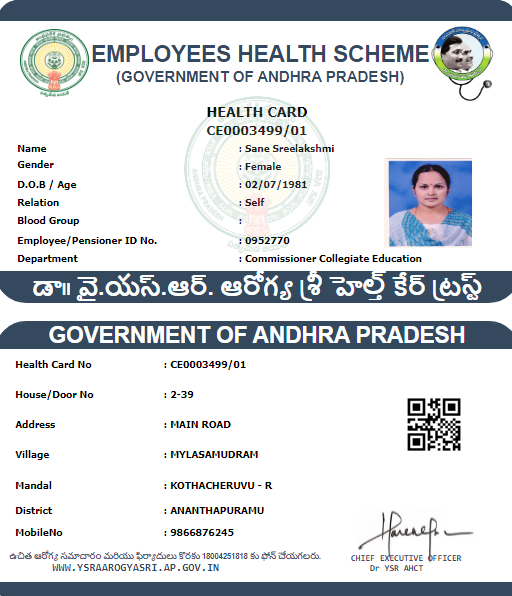 EMPLOYEES HEALTH SCHEME
(GOVERNMENT OF ANDHRA PRADESH)
HEALTH CARD
CE0003499/01
Name : Sane Sreelakshmi
Gender : Female
D.O.B / Age : 02/07/1981
Relation : Self
Blood Group :
Employee/Pensioner ID No. : 0952770
Department : Commissioner Collegiate Education
డా॥ వై.యస్.ఆర్. ఆరోగ్య శ్రీ హెల్త్ కేర్ ట్రస్ట్
GOVERNMENT OF ANDHRA PRADESH
Health Card No : CE0003499/01
House/Door No : 2-39
Address : MAIN ROAD
Village : MYLASAMUDRAM
Mandal : KOTHACHERUVU - R
District : ANANTHAPURAMU
MobileNo : 9866876245
ఉచిత ఆరోగ్య సమాచారం మరియు ఫిర్యాదులు కొరకు 18004251818 కు ఫోన్ చేయగలరు.
WWW.YSRAAROGYASRI.AP.GOV.IN
CHIEF EXECUTIVE OFFICER
Dr YSR AHCT